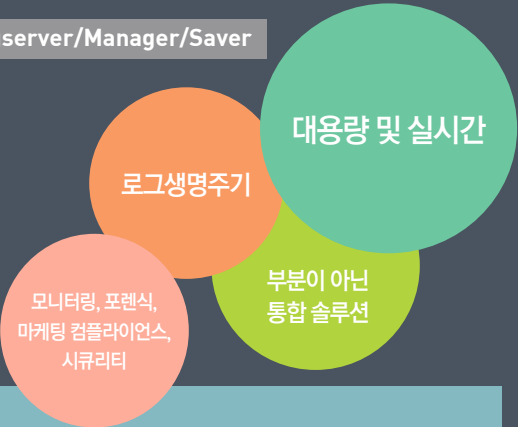 server/Manager/Saver
대용량 및 실시간
로그생명주기
부분이 아닌
통합 솔루션
모니터링, 포렌식,
마케팅 컴플라이언스,
시큐리티